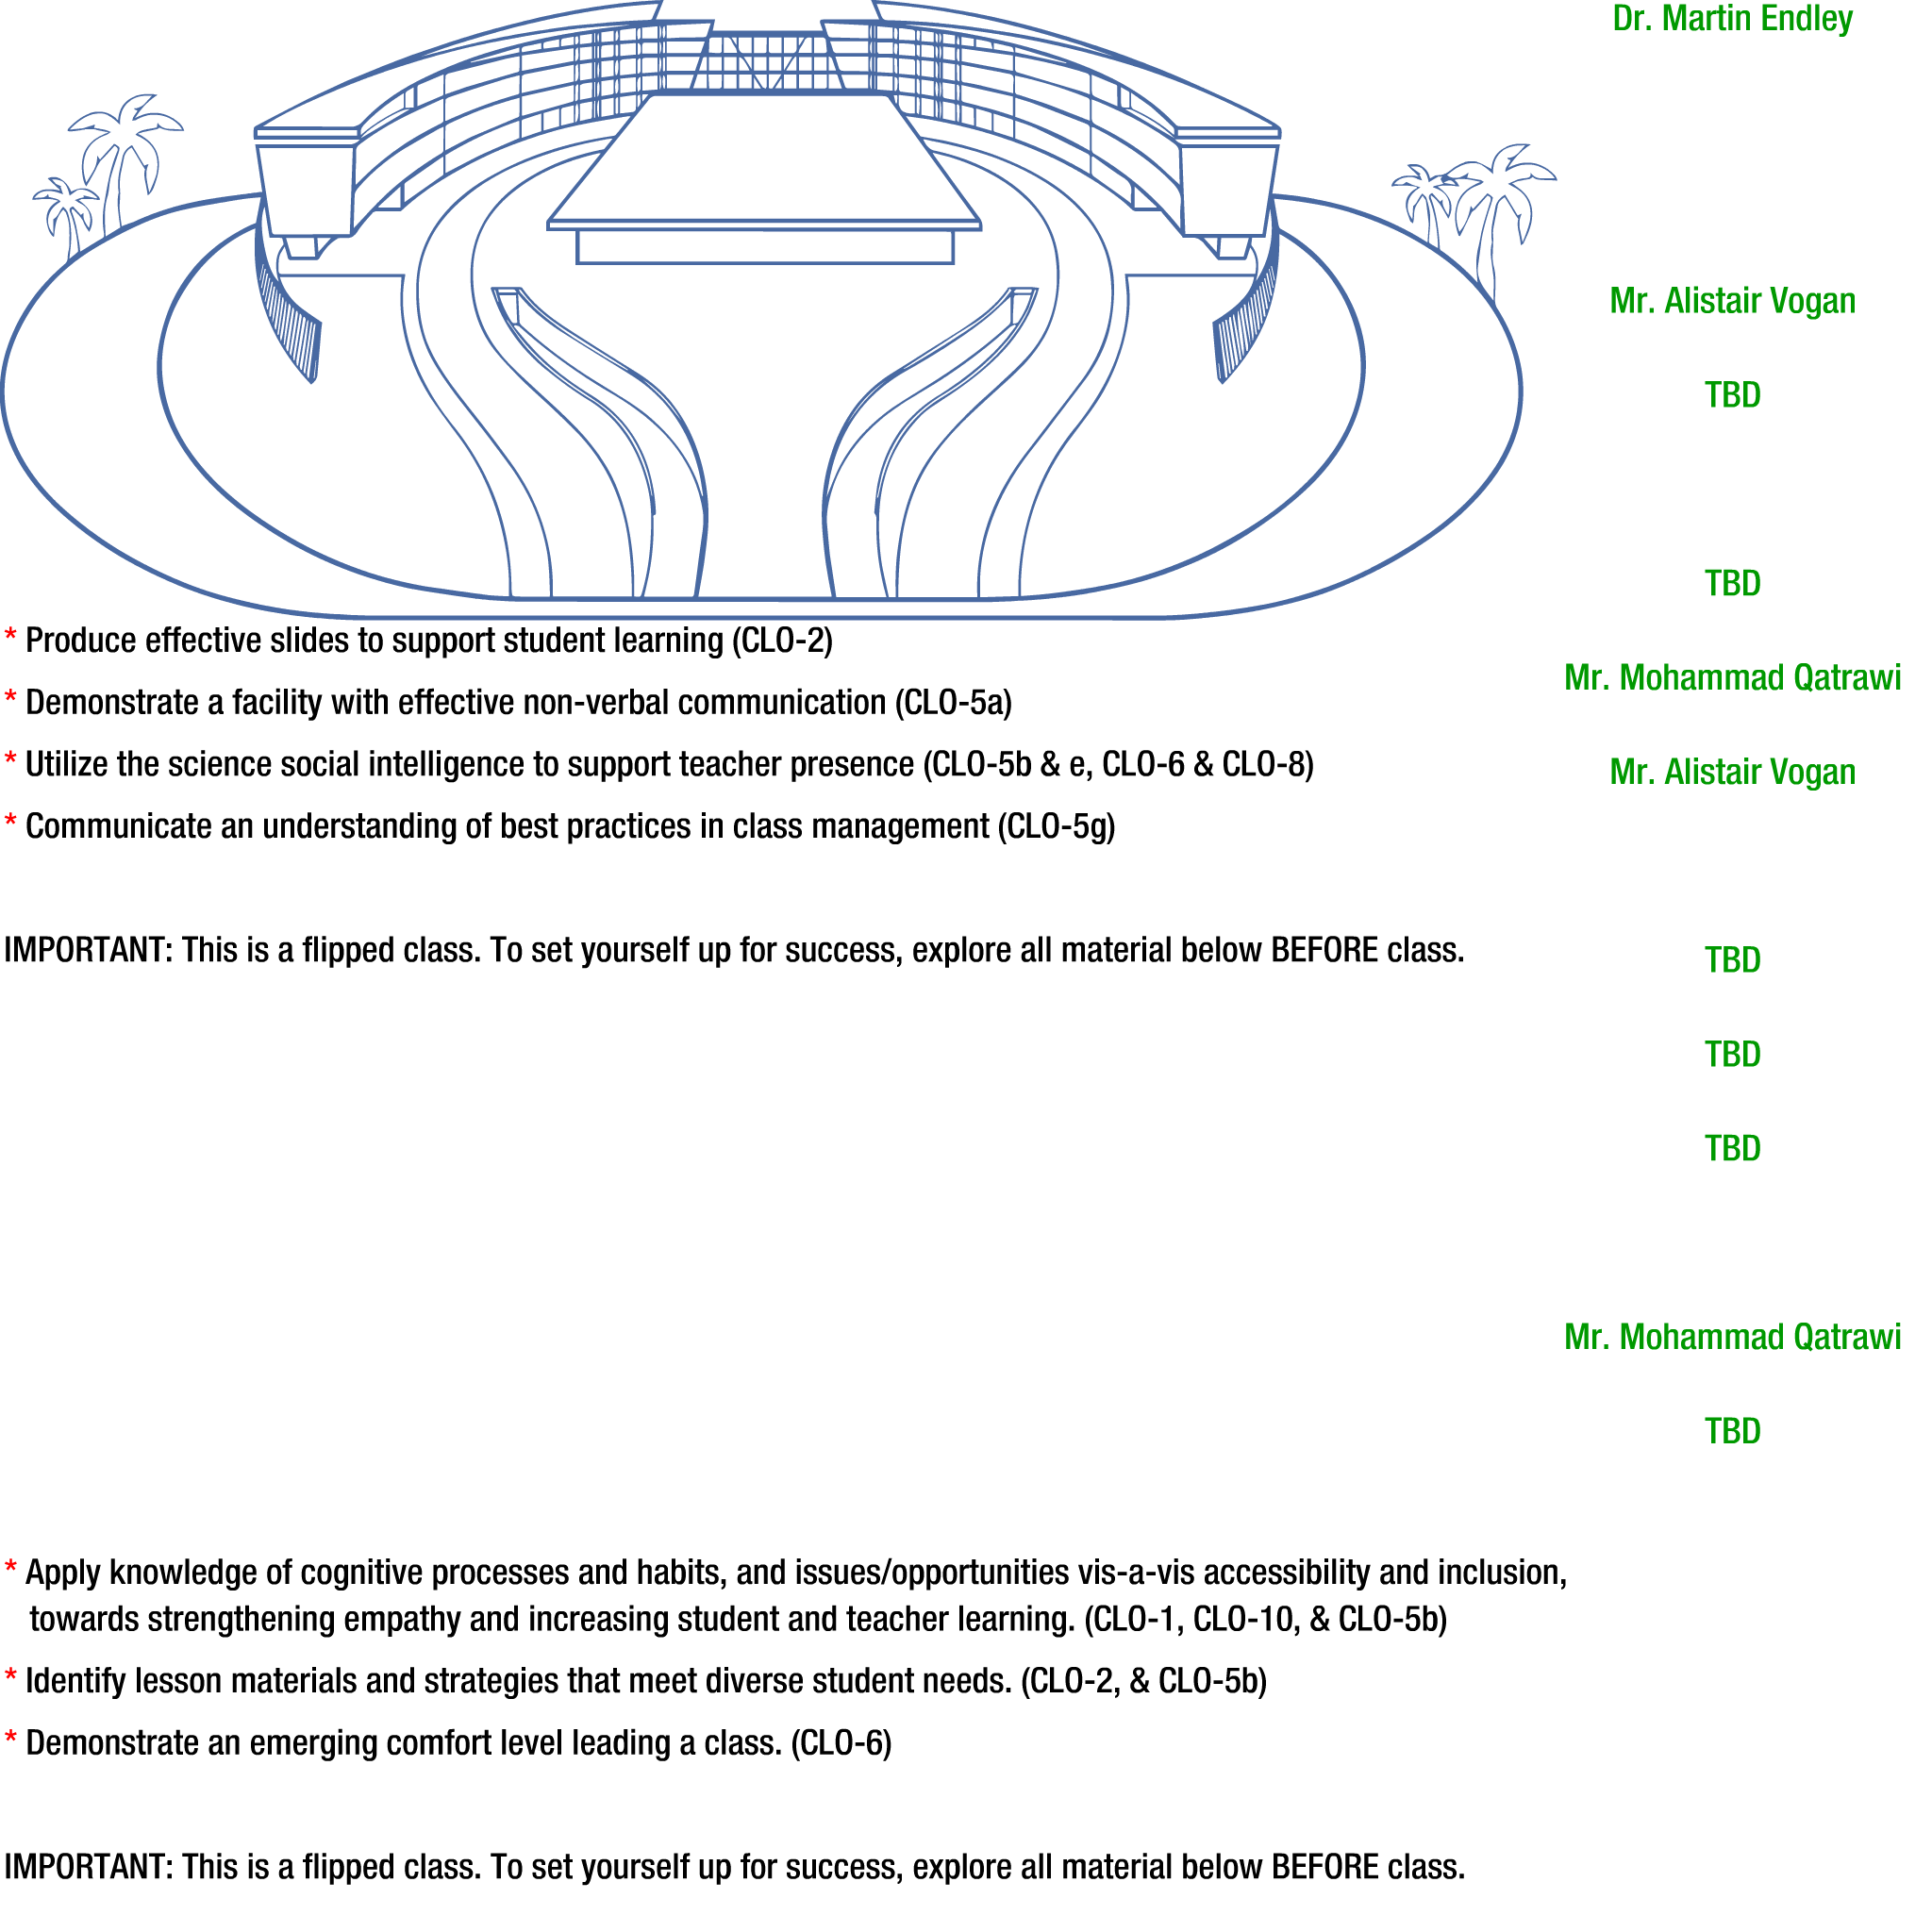 Dr. Martin Endley
Mr. Alistair Vogan
TBD
TBD
* Produce effective slides to support student learning (CLO-2)
Mr. Mohammad Qatrawi
* Demonstrate a facility with effective non-verbal communication (CLO-5a)
* Utilize the science social intelligence to support teacher presence (CLO-5b & e, CLO-6 & CLO-8)
Mr. Alistair Vogan
* Communicate an understanding of best practices in class management (CLO-5g)
IMPORTANT: This is a flipped class. To set yourself up for success, explore all material below BEFORE class.
TBD
TBD
TBD
Mr. Mohammad Qatrawi
TBD
* Apply knowledge of cognitive processes and habits, and issues/opportunities vis-a-vis accessibility and inclusion,
towards strengthening empathy and increasing student and teacher learning. (CLO-1, CLO-10, & CLO-5b)
* Identify lesson materials and strategies that meet diverse student needs. (CLO-2, & CLO-5b)
* Demonstrate an emerging comfort level leading a class. (CLO-6)
IMPORTANT: This is a flipped class. To set yourself up for success, explore all material below BEFORE class.